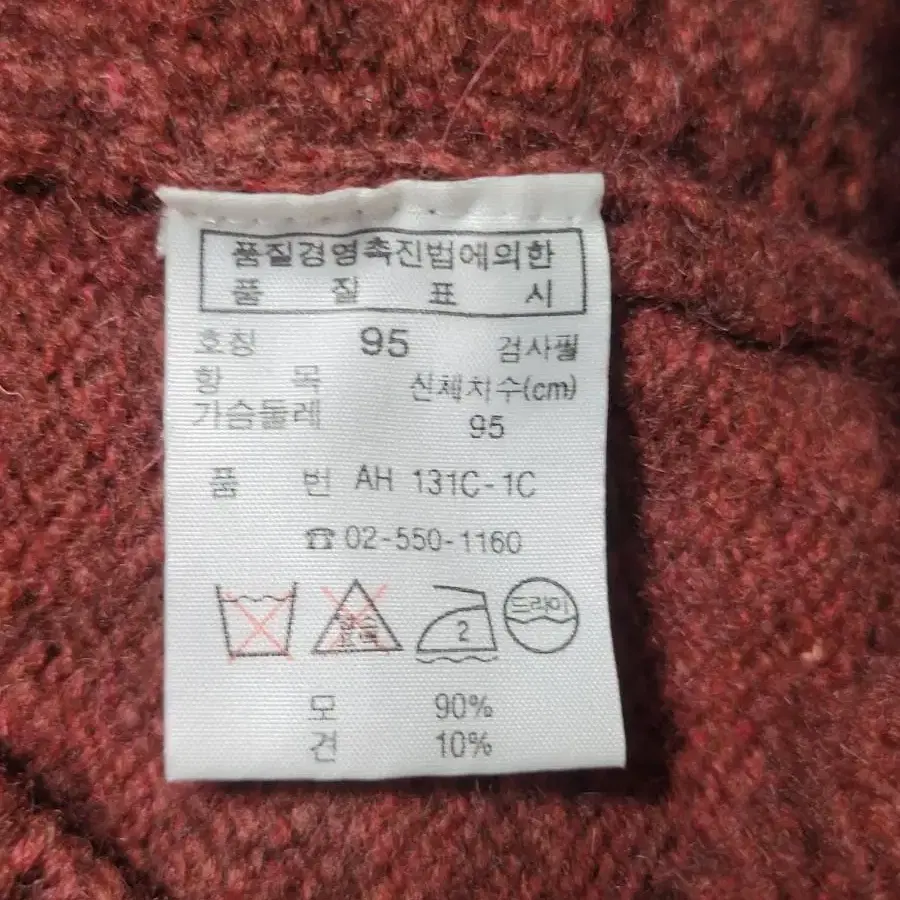 품질경영촉진법에의한
품 질 표 시
호칭 95 검사필
항 목 신체치수(cm)
가슴둘레 95
품 번 AH 131C-1C
☎ 02-550-1160
염소 2 드라이
모 90%
견 10%